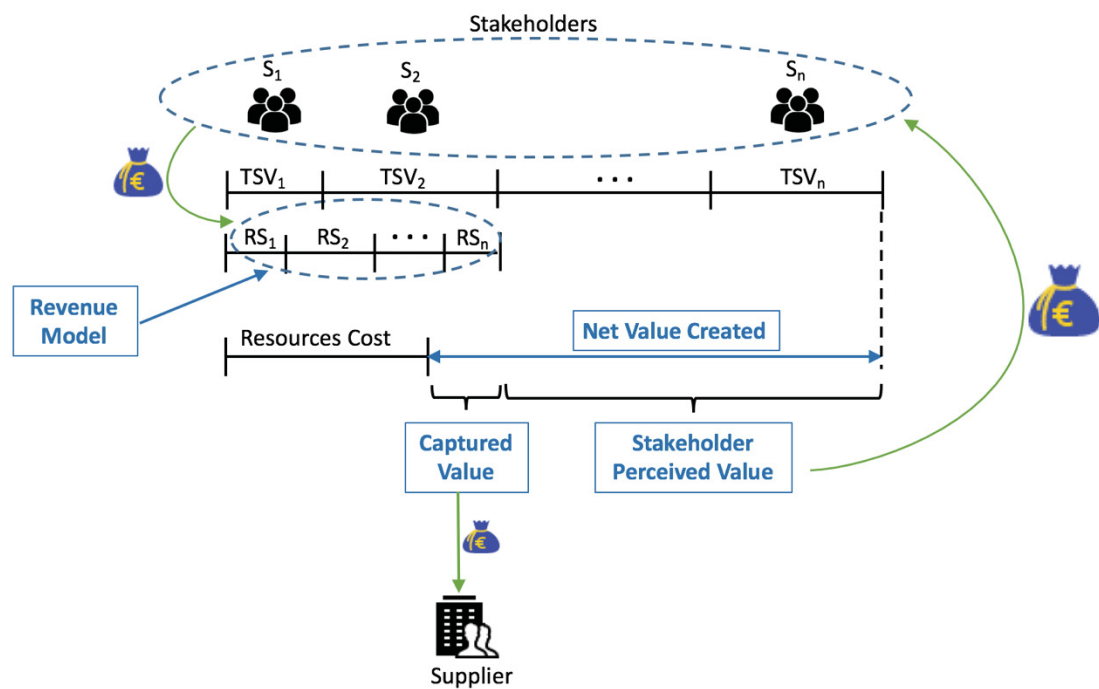 Stakeholders
S₁ S₂ Sₙ
€
TSV₁ TSV₂ · · · TSVₙ
RS₁ RS₂ · · · RSₙ
Revenue
Model
€
Net Value Created
Resources Cost
Captured
Value
Stakeholder
Perceived Value
€
Supplier